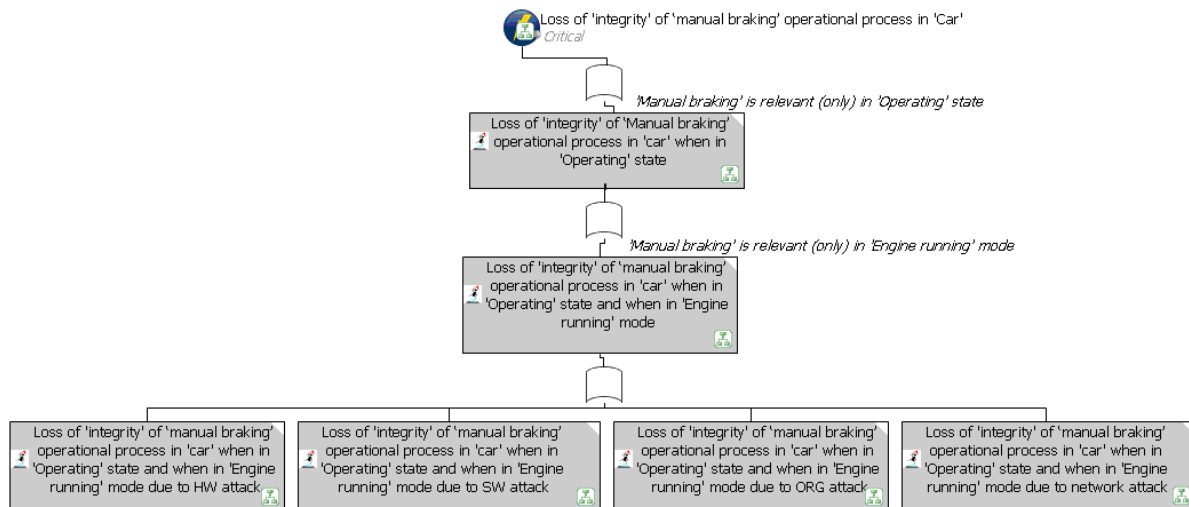 Loss of 'integrity' of ‘manual braking’ operational process in 'Car'
Critical
'Manual braking' is relevant (only) in 'Operating' state
Loss of 'integrity' of ‘Manual braking’
operational process in 'car' when in
'Operating' state
'Manual braking' is relevant (only) in 'Engine running' mode
Loss of 'integrity' of ‘manual braking’
operational process in 'car' when in
'Operating' state and when in 'Engine
running' mode
Loss of 'integrity' of ‘manual braking’
operational process in 'car' when in
'Operating' state and when in 'Engine
running' mode due to HW attack
Loss of 'integrity' of ‘manual braking’
operational process in 'car' when in
'Operating' state and when in 'Engine
running' mode due to SW attack
Loss of 'integrity' of ‘manual braking’
operational process in 'car' when in
'Operating' state and when in 'Engine
running' mode due to ORG attack
Loss of 'integrity' of ‘manual braking’
operational process in 'car' when in
'Operating' state and when in 'Engine
running' mode due to network attack